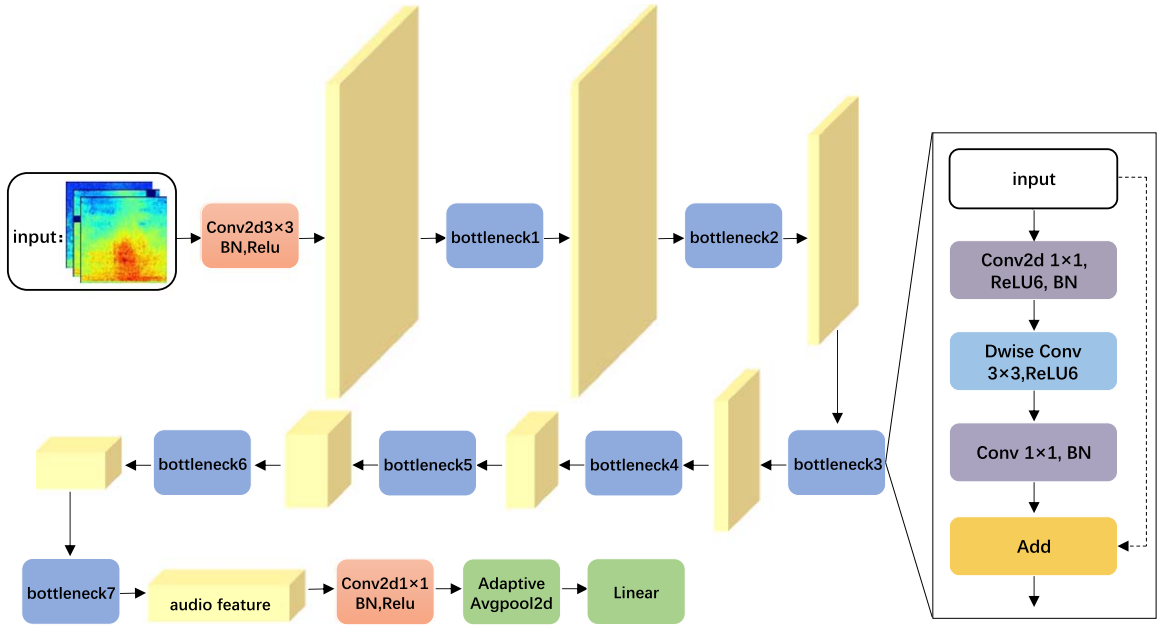 input:
Conv2d3×3
BN,Relu
bottleneck1
bottleneck2
bottleneck3
bottleneck4
bottleneck5
bottleneck6
bottleneck7
audio feature
Conv2d1×1
BN,Relu
Adaptive
Avgpool2d
Linear
input
Conv2d 1×1,
ReLU6, BN
Dwise Conv
3×3,ReLU6
Conv 1×1, BN
Add